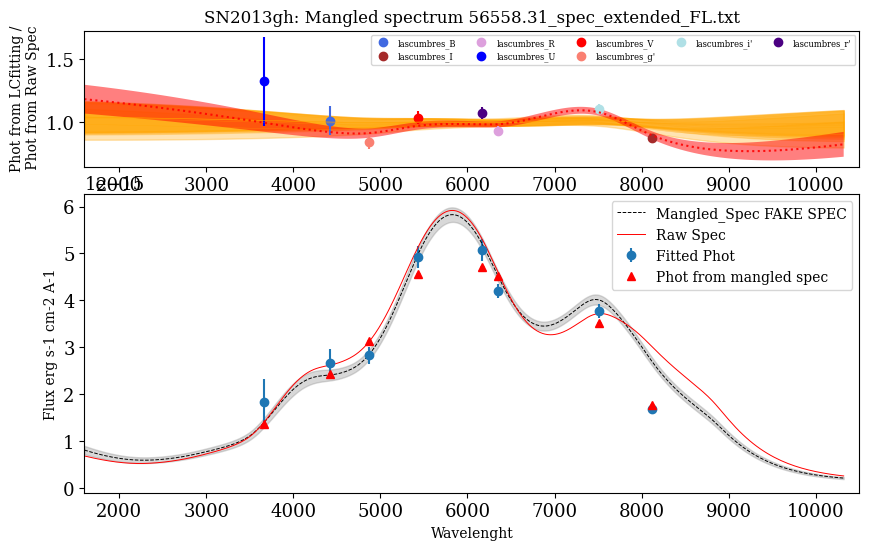 SN2013gh: Mangled spectrum 56558.31_spec_extended_FL.txt
Phot from LCfitting /
Phot from Raw Spec
1.5
1.0
lascumbres_B
lascumbres_I
lascumbres_R
lascumbres_U
lascumbres_V
lascumbres_g'
lascumbres_i'
lascumbres_r'
2000 3000 4000 5000 6000 7000 8000 9000 10000
1e−15
Flux erg s-1 cm-2 A-1
6
5
4
3
2
1
0
Mangled_Spec FAKE SPEC
Raw Spec
Fitted Phot
Phot from mangled spec
2000 3000 4000 5000 6000 7000 8000 9000 10000
Wavelenght